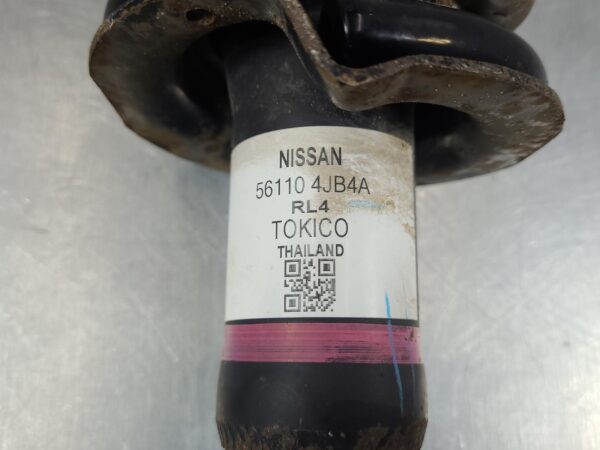 NISSAN
56110 4JB4A
RL4
TOKICO
THAILAND